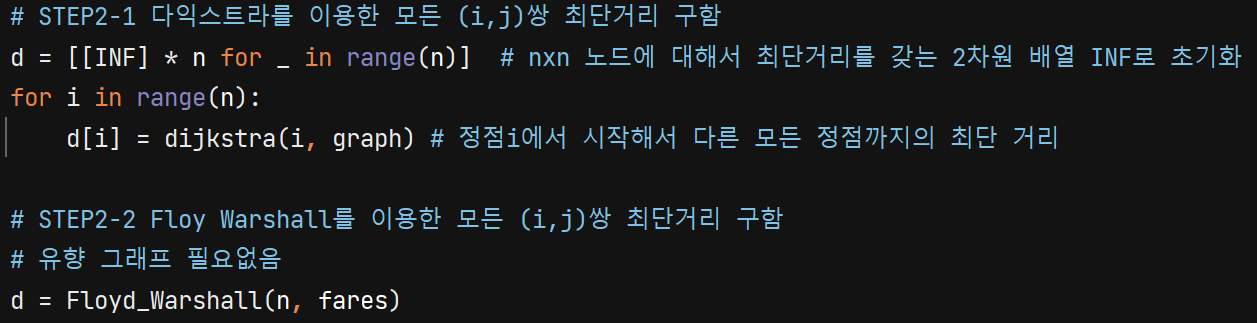 # STEP2-1 다익스트라를 이용한 모든 (i,j)쌍 최단거리 구함
d = [[INF] * n for _ in range(n)]  # nxn 노드에 대해서 최단거리를 갖는 2차원 배열 INF로 초기화
for i in range(n):
    d[i] = dijkstra(i, graph) # 정점i에서 시작해서 다른 모든 정점까지의 최단 거리
# STEP2-2 Floy Warshall를 이용한 모든 (i,j)쌍 최단거리 구함
# 유향 그래프 필요없음
d = Floyd_Warshall(n, fares)